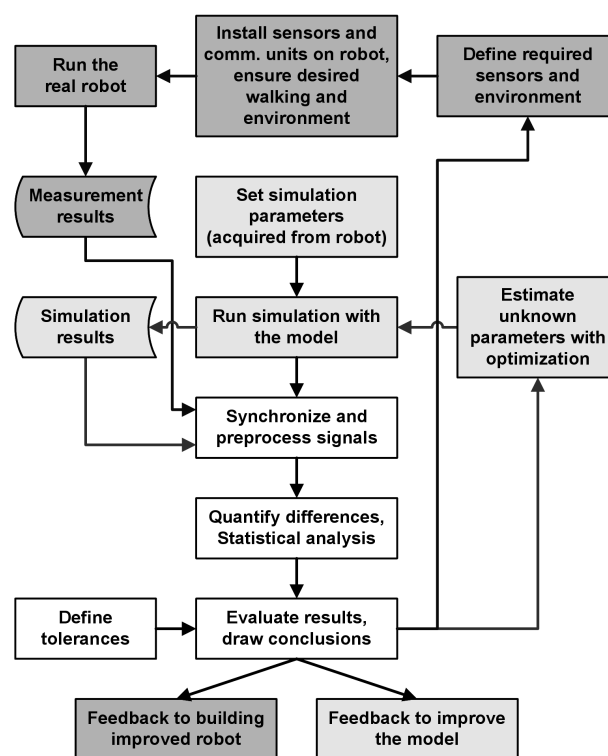 Run the
real robot
Install sensors and
comm. units on robot,
ensure desired
walking and
environment
Define required
sensors and
environment
Measurement
results
Set simulation
parameters
(acquired from robot)
Simulation
results
Run simulation with
the model
Estimate
unknown
parameters with
optimization
Synchronize and
preprocess signals
Quantify differences,
Statistical analysis
Define
tolerances
Evaluate results,
draw conclusions
Feedback to building
improved robot
Feedback to improve
the model